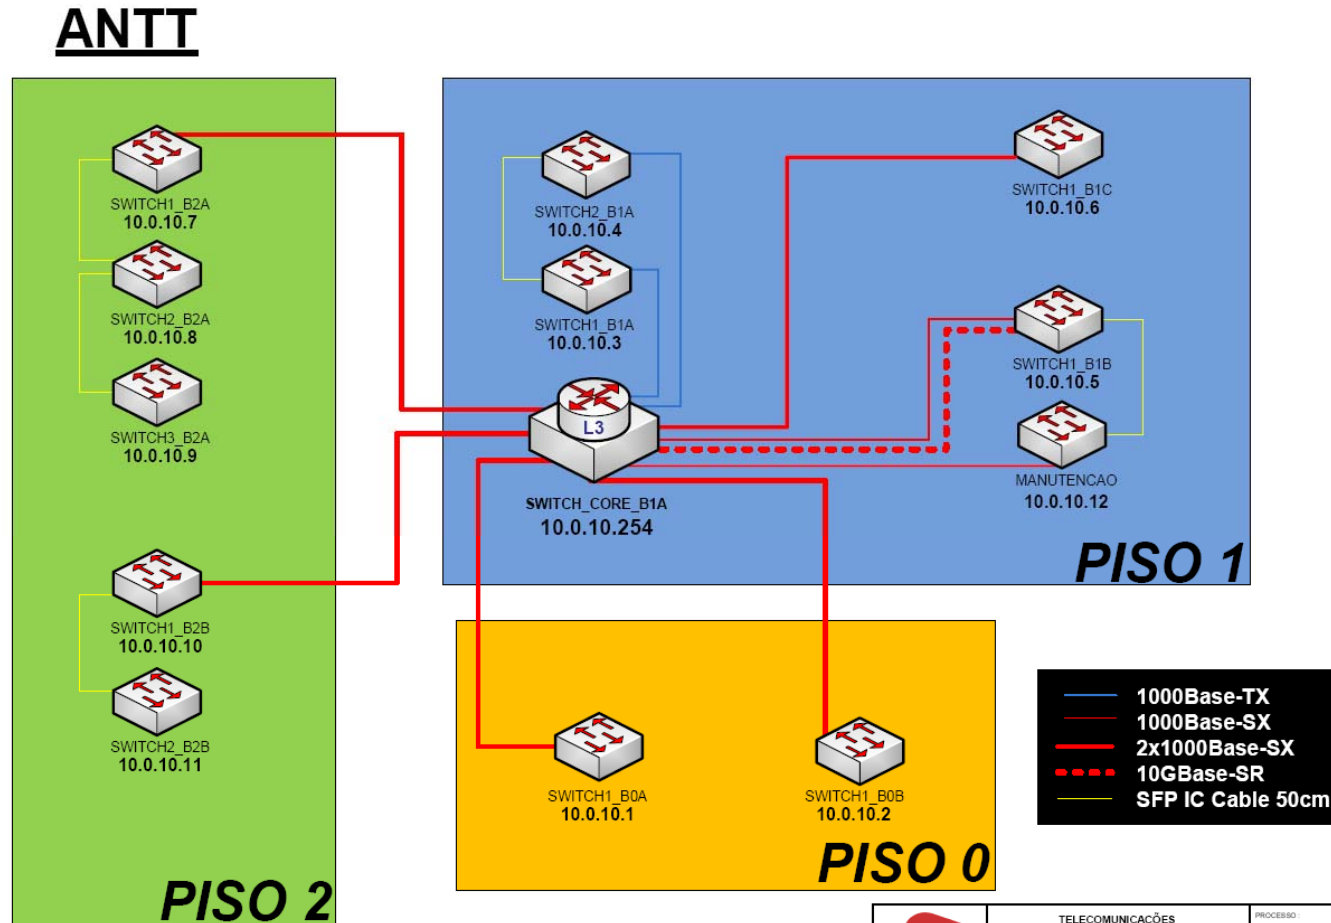 ANTT
SWITCH1_B2A
10.0.10.7
SWITCH2_B2A
10.0.10.8
SWITCH3_B2A
10.0.10.9
SWITCH1_B2B
10.0.10.10
SWITCH2_B2B
10.0.10.11
PISO 2
SWITCH2_B1A
10.0.10.4
SWITCH1_B1A
10.0.10.3
L3
SWITCH_CORE_B1A
10.0.10.254
SWITCH1_B1C
10.0.10.6
SWITCH1_B1B
10.0.10.5
MANUTENCAO
10.0.10.12
PISO 1
SWITCH1_B0A
10.0.10.1
SWITCH1_B0B
10.0.10.2
PISO 0
1000Base-TX
1000Base-SX
2x1000Base-SX
10GBase-SR
SFP IC Cable 50cm
TELECOMUNICAÇÕES
PROCESSO :